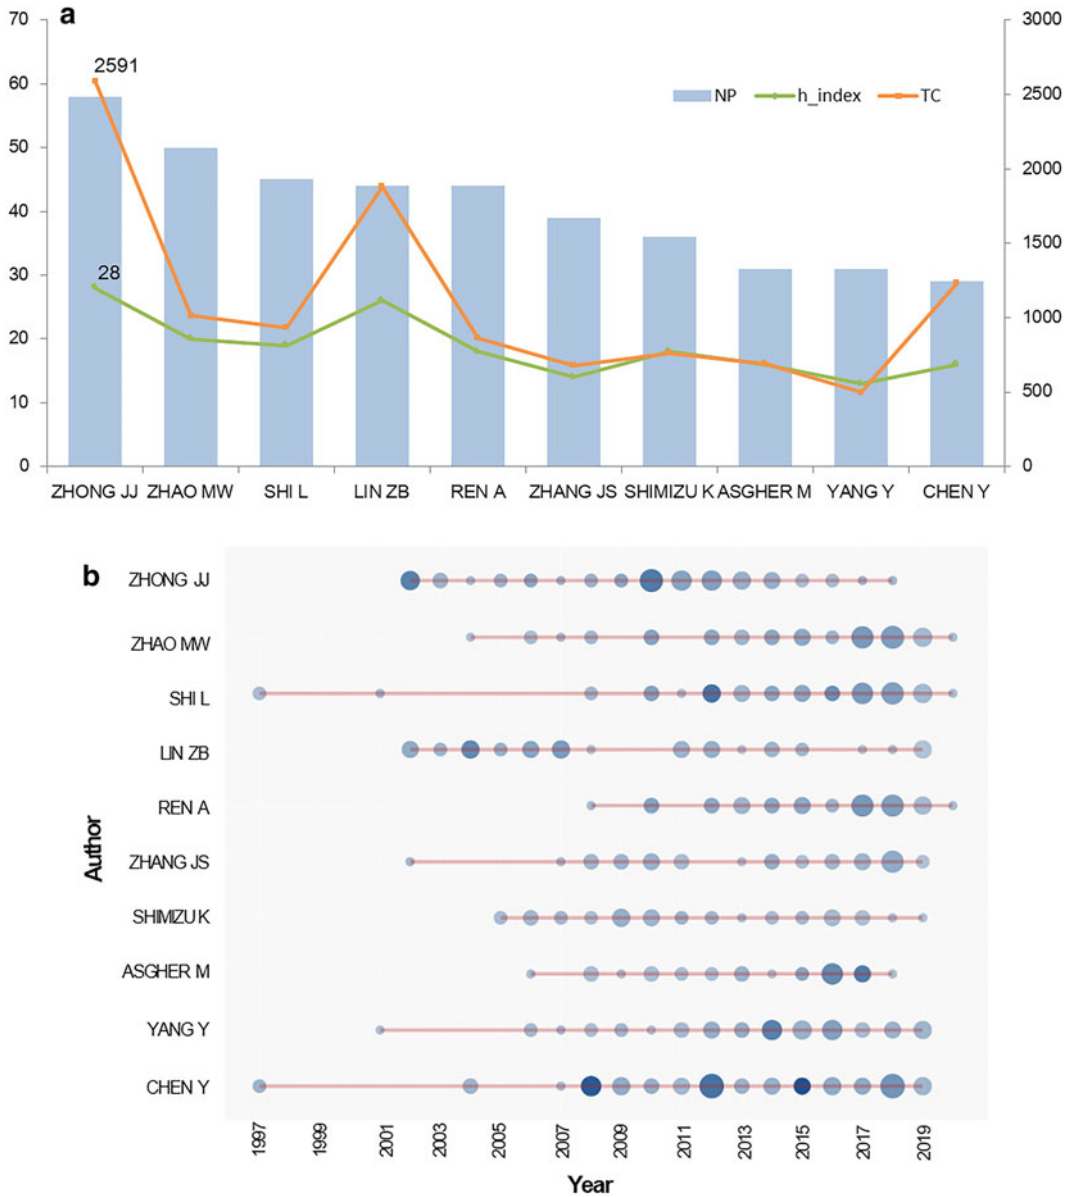 a
70
60
50
40
30
20
10
0
3000
2500
2000
1500
1000
500
0
2591
28
NP h_index TC
ZHONG JJ ZHAO MW SHI L LIN ZB REN A ZHANG JS SHIMIZU K ASGHER M YANG Y CHEN Y
b
Author
ZHONG JJ
ZHAO MW
SHI L
LIN ZB
REN A
ZHANG JS
SHIMIZU K
ASGHER M
YANG Y
CHEN Y
1997 1999 2001 2003 2005 2007 2009 2011 2013 2015 2017 2019
Year